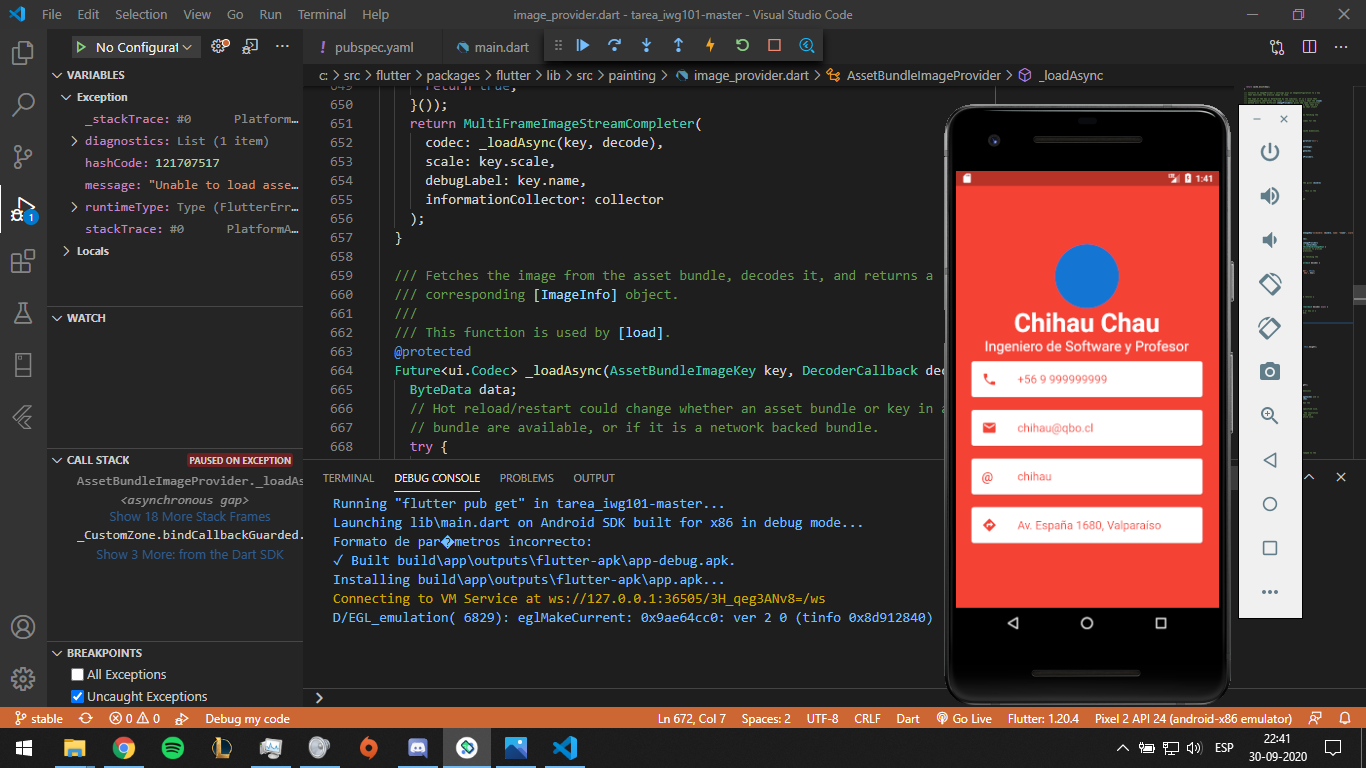 File Edit Selection View Go Run Terminal Help
image_provider.dart - tarea_iwg101-master - Visual Studio Code
No Configurat
pubspec.yaml
main.dart
c: > src > flutter > packages > flutter > lib > src > painting > image_provider.dart > AssetBundleImageProvider > _loadAsync
VARIABLES
Exception
_stackTrace: #0 Platform…
diagnostics: List (1 item)
hashCode: 121707517
message: "Unable to load asse…
runtimeType: Type (FlutterErr…
stackTrace: #0 PlatformA…
Locals
WATCH
CALL STACK
PAUSED ON EXCEPTION
AssetBundleImageProvider._loadAs
<asynchronous gap>
Show 18 More Stack Frames
_CustomZone.bindCallbackGuarded.
Show 3 More: from the Dart SDK
BREAKPOINTS
All Exceptions
Uncaught Exceptions
1
649 return true;
650 }());
651 return MultiFrameImageStreamCompleter(
652 codec: _loadAsync(key, decode),
653 scale: key.scale,
654 debugLabel: key.name,
655 informationCollector: collector
656 );
657 }
658
659 /// Fetches the image from the asset bundle, decodes it, and returns a
660 /// corresponding [ImageInfo] object.
661 ///
662 /// This function is used by [load].
663 @protected
664 Future<ui.Codec> _loadAsync(AssetBundleImageKey key, DecoderCallback dec
665 ByteData data;
666 // Hot reload/restart could change whether an asset bundle or key in a
667 // bundle are available, or if it is a network backed bundle.
668 try {
TERMINAL DEBUG CONSOLE PROBLEMS OUTPUT
Running "flutter pub get" in tarea_iwg101-master...
Launching lib\main.dart on Android SDK built for x86 in debug mode...
Formato de par�metros incorrecto:
✓ Built build\app\outputs\flutter-apk\app-debug.apk.
Installing build\app\outputs\flutter-apk\app.apk...
Connecting to VM Service at ws://127.0.0.1:36505/3H_qeg3ANv8=/ws
D/EGL_emulation( 6829): eglMakeCurrent: 0x9ae64cc0: ver 2 0 (tinfo 0x8d912840)
1:41
Chihau Chau
Ingeniero de Software y Profesor
+56 9 999999999
chihau@qbo.cl
@ chihau
Av. España 1680, Valparaíso
stable
0 0
Debug my code
Ln 672, Col 7
Spaces: 2
UTF-8
CRLF
Dart
Go Live
Flutter: 1.20.4
Pixel 2 API 24 (android-x86 emulator)
ESP
22:41
30-09-2020